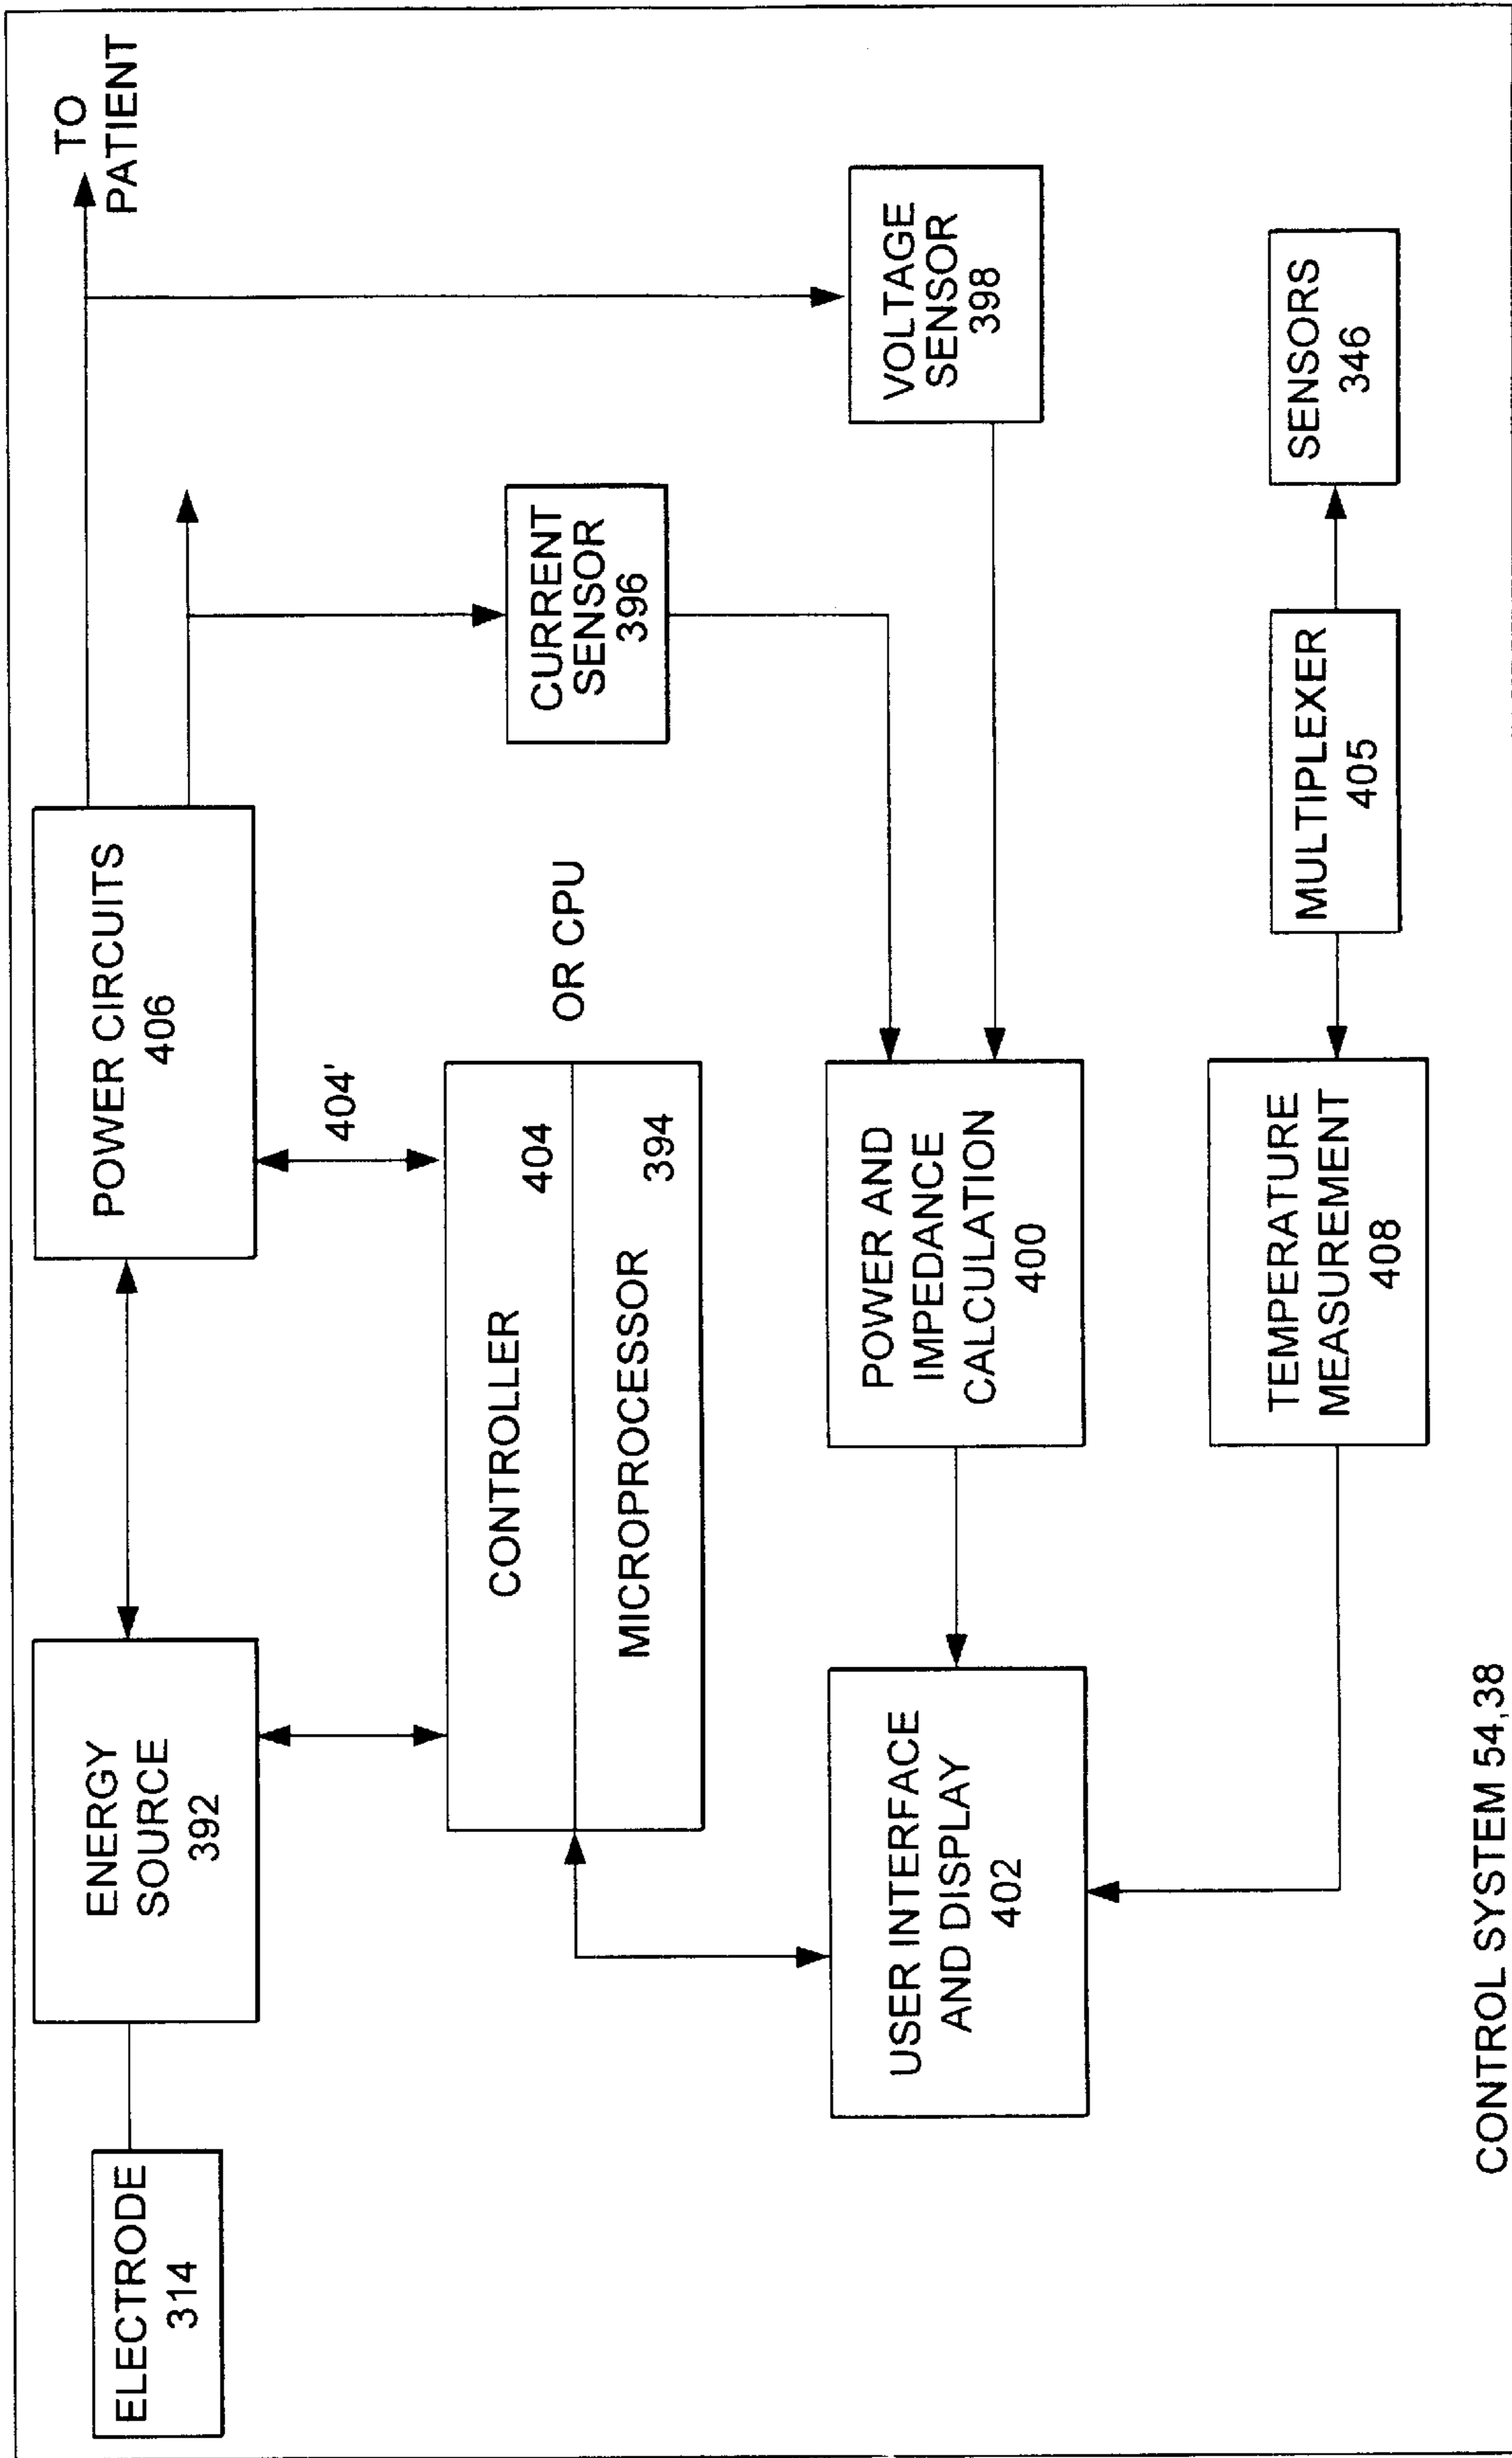 ELECTRODE
314
ENERGY
SOURCE
392
POWER CIRCUITS
406
TO
PATIENT
404'
CONTROLLER
404
MICROPROCESSOR
394
OR CPU
CURRENT
SENSOR
396
VOLTAGE
SENSOR
398
USER INTERFACE
AND DISPLAY
402
POWER AND
IMPEDANCE
CALCULATION
400
TEMPERATURE
MEASUREMENT
408
MULTIPLEXER
405
SENSORS
346
CONTROL SYSTEM 54,38